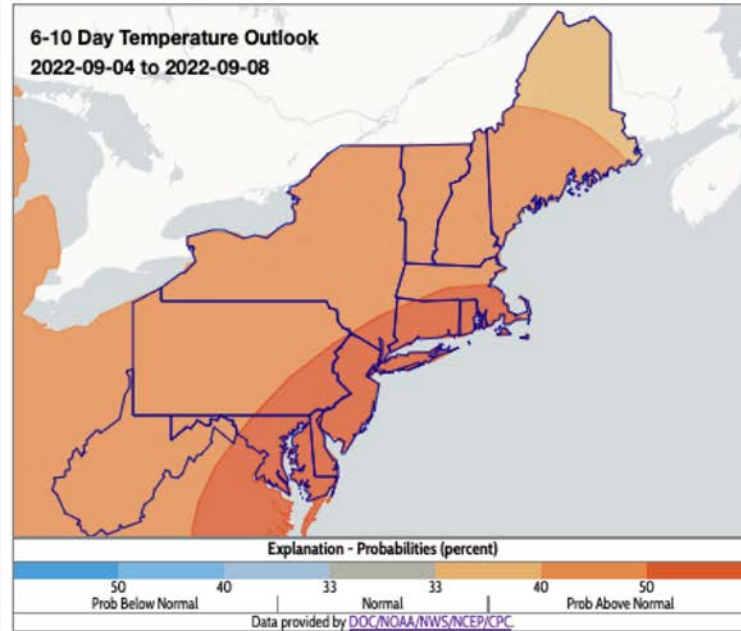 6-10 Day Temperature Outlook
2022-09-04 to 2022-09-08
Explanation - Probabilities (percent)
50 40 33 33 40 50
Prob Below Normal | Normal | Prob Above Normal
Data provided by DOC/NOAA/NWS/NCEP/CPC.